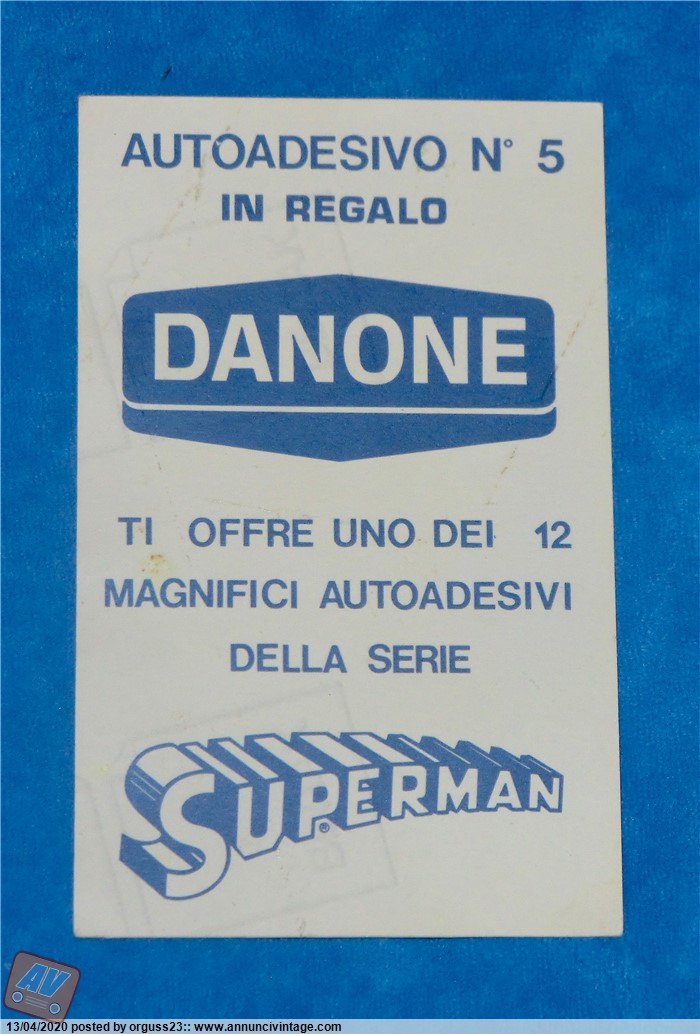 AUTOADESIVO N° 5
IN REGALO
DANONE
TI OFFRE UNO DEI 12
MAGNIFICI AUTOADESIVI
DELLA SERIE
SUPERMAN
®
AV
13/04/2020 posted by orguss23:: www.annuncivintage.com